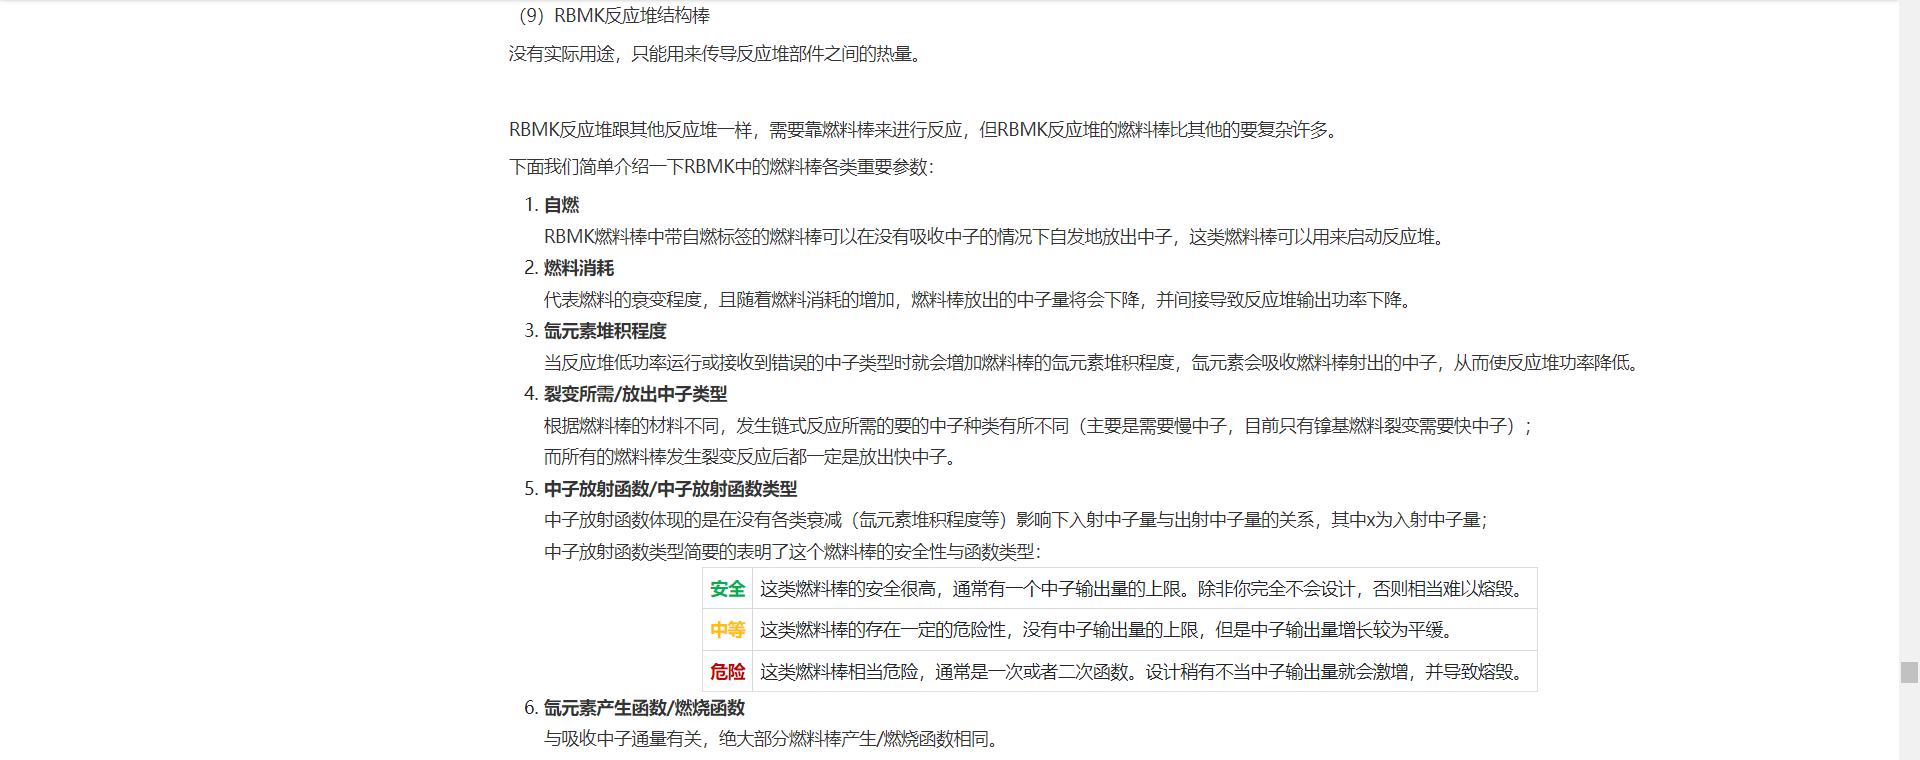 （9）RBMK反应堆结构棒
没有实际用途，只能用来传导反应堆部件之间的热量。
RBMK反应堆跟其他反应堆一样，需要靠燃料棒来进行反应，但RBMK反应堆的燃料棒比其他的要复杂许多。
下面我们简单介绍一下RBMK中的燃料棒各类重要参数：
1. 自燃
RBMK燃料棒中带自燃标签的燃料棒可以在没有吸收中子的情况下自发地放出中子，这类燃料棒可以用来启动反应堆。
2. 燃料消耗
代表燃料的衰变程度，且随着燃料消耗的增加，燃料棒放出的中子量将会下降，并间接导致反应堆输出功率下降。
3. 氙元素堆积程度
当反应堆低功率运行或接收到错误的中子类型时就会增加燃料棒的氙元素堆积程度，氙元素会吸收燃料棒射出的中子，从而使反应堆功率降低。
4. 裂变所需/放出中子类型
根据燃料棒的材料不同，发生链式反应所需的要的中子种类有所不同（主要是需要慢中子，目前只有镎基燃料裂变需要快中子）；
而所有的燃料棒发生裂变反应后都一定是放出快中子。
5. 中子放射函数/中子放射函数类型
中子放射函数体现的是在没有各类衰减（氙元素堆积程度等）影响下入射中子量与出射中子量的关系，其中x为入射中子量；
中子放射函数类型简要的表明了这个燃料棒的安全性与函数类型：
安全 这类燃料棒的安全很高，通常有一个中子输出量的上限。除非你完全不会设计，否则相当难以熔毁。
中等 这类燃料棒的存在一定的危险性，没有中子输出量的上限，但是中子输出量增长较为平缓。
危险 这类燃料棒相当危险，通常是一次或者二次函数。设计稍有不当中子输出量就会激增，并导致熔毁。
6. 氙元素产生函数/燃烧函数
与吸收中子通量有关，绝大部分燃料棒产生/燃烧函数相同。